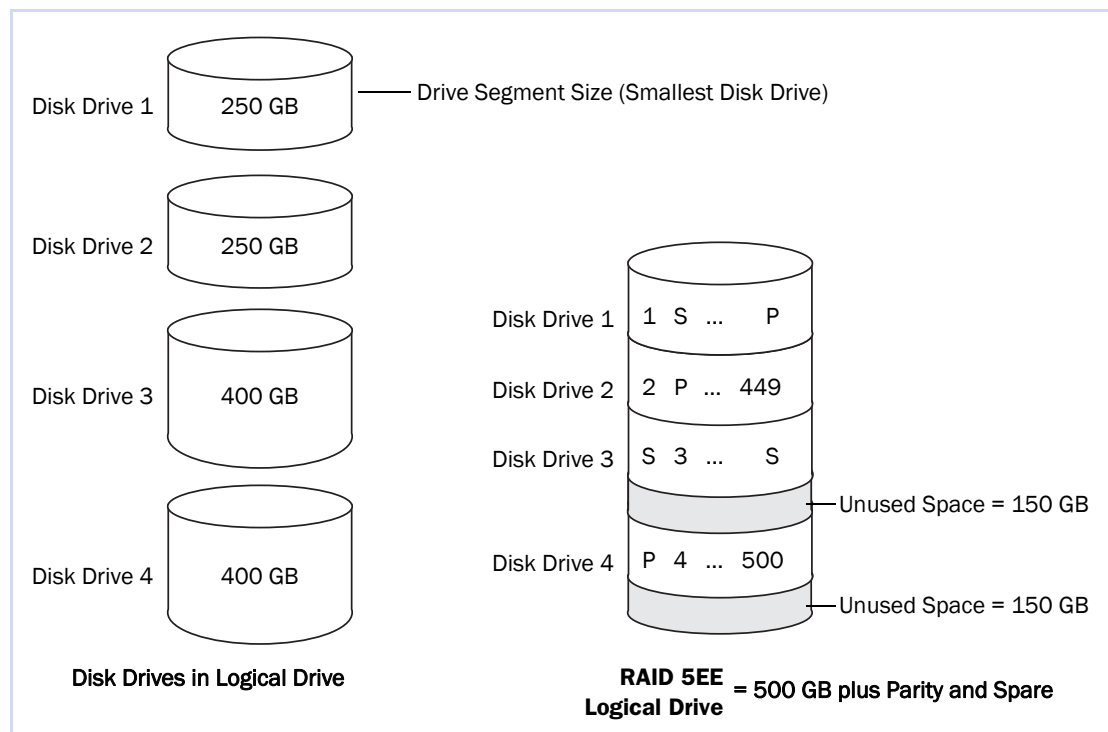 Disk Drive 1
250 GB
Drive Segment Size (Smallest Disk Drive)
Disk Drive 2
250 GB
Disk Drive 3
400 GB
Disk Drive 4
400 GB
Disk Drives in Logical Drive
Disk Drive 1
1 S ... P
Disk Drive 2
2 P ... 449
Disk Drive 3
S 3 ... S
Unused Space = 150 GB
Disk Drive 4
P 4 ... 500
Unused Space = 150 GB
RAID 5EE
Logical Drive
= 500 GB plus Parity and Spare